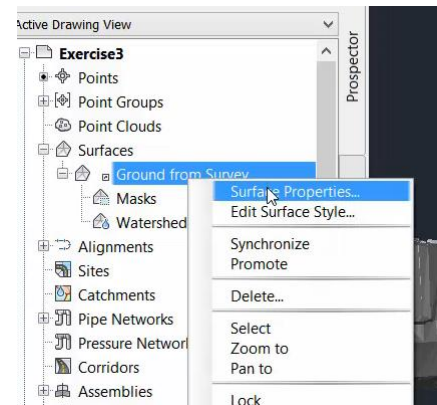 Active Drawing View
Prospector
Exercise3
Points
Point Groups
Point Clouds
Surfaces
Ground from Survey
Masks
Watershed
Alignments
Sites
Catchments
Pipe Networks
Pressure Networ
Corridors
Assemblies
Surface Properties...
Edit Surface Style...
Synchronize
Promote
Delete...
Select
Zoom to
Pan to
Lock